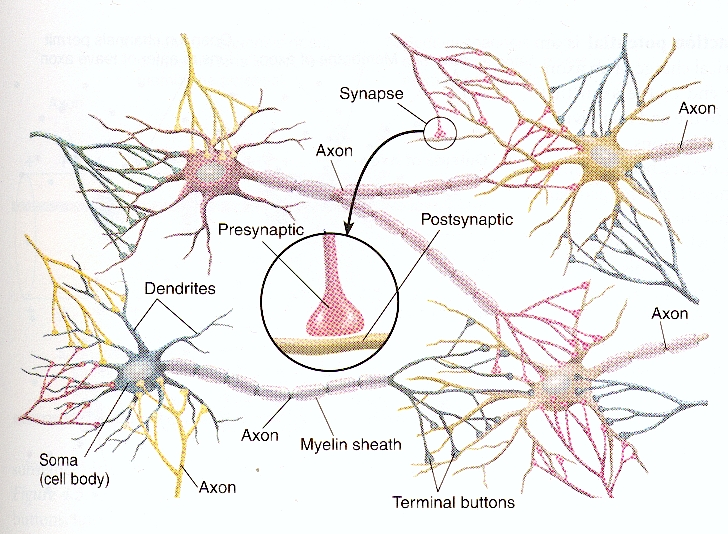 Synapse
Axon
Axon
Presynaptic
Postsynaptic
Dendrites
Axon
Axon
Myelin sheath
Soma
(cell body)
Axon
Terminal buttons